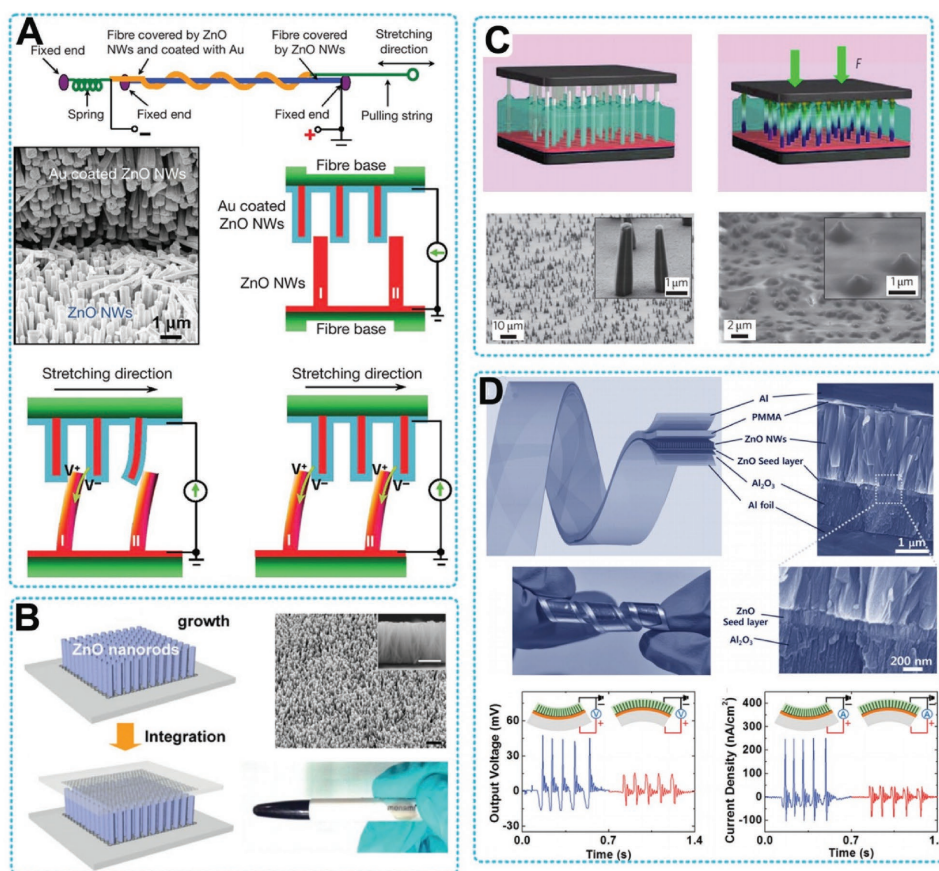 A
Fixed end
Fibre covered by ZnO
NWs and coated with Au
Fibre covered
by ZnO NWs
Stretching
direction
Spring
Fixed end
−
Fixed end
+
Pulling string
Au coated ZnO NWs
ZnO NWs
1 µm
Fibre base
Au coated
ZnO NWs
ZnO NWs
I
II
Fibre base
Stretching direction
V+
V−
I
II
Stretching direction
V+
V−
V+
V−
I
II
B
growth
ZnO nanorods
Integration
C
F
10 µm
1 µm
2 µm
1 µm
D
Al
PMMA
ZnO NWs
ZnO Seed layer
Al2O3
Al foil
1 µm
ZnO
Seed layer
Al2O3
200 nm
Output Voltage (mV)
60
30
0
-30
0.0
0.7
1.4
Time (s)
V
+
V
+
Current Density (nA/cm2)
400
300
200
100
0
-100
0.0
0.7
Time (s)
A
+
A
+